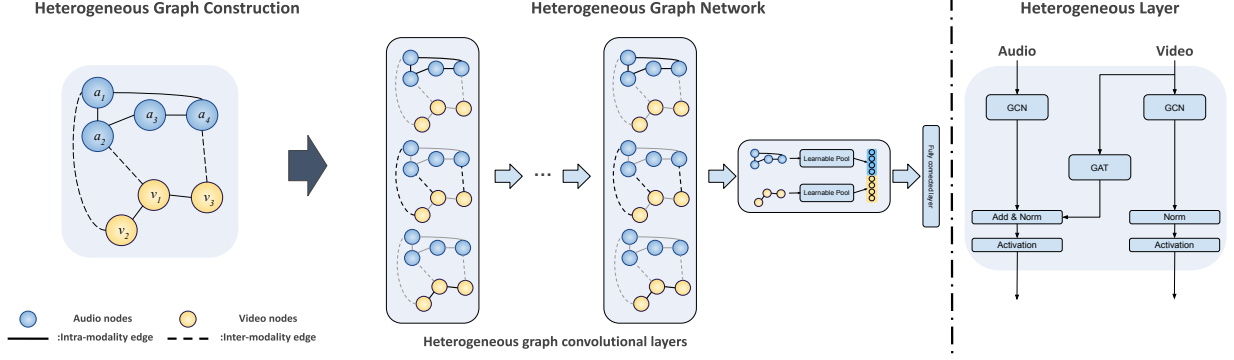 Heterogeneous Graph Construction
a1
a2
a3
a4
v1
v2
v3
Audio nodes
Video nodes
:Intra-modality edge
:Inter-modality edge
Heterogeneous Graph Network
...
Learnable Pool
Learnable Pool
Fully connected layer
Heterogeneous graph convolutional layers
Heterogeneous Layer
Audio
Video
GCN
GCN
GAT
Add & Norm
Norm
Activation
Activation